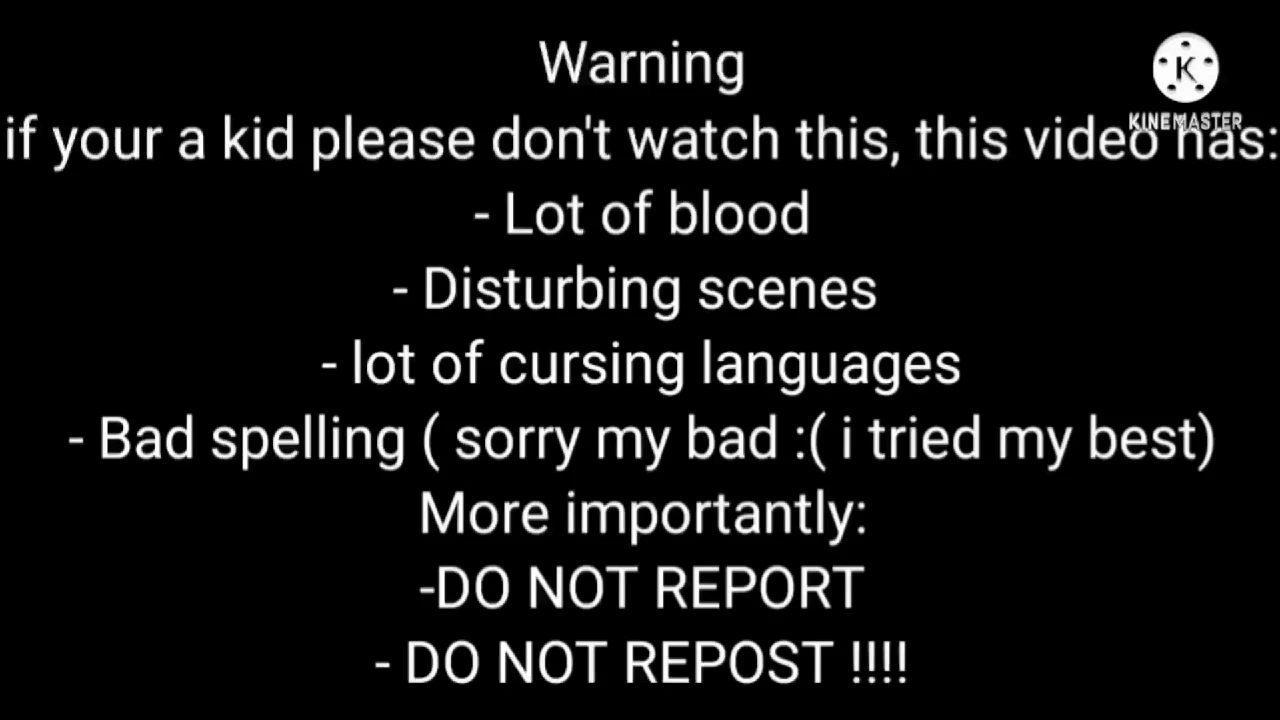 Warning
K
KINEMASTER
if your a kid please don't watch this, this video has:
- Lot of blood
- Disturbing scenes
- lot of cursing languages
- Bad spelling ( sorry my bad :( i tried my best)
More importantly:
-DO NOT REPORT
- DO NOT REPOST !!!!